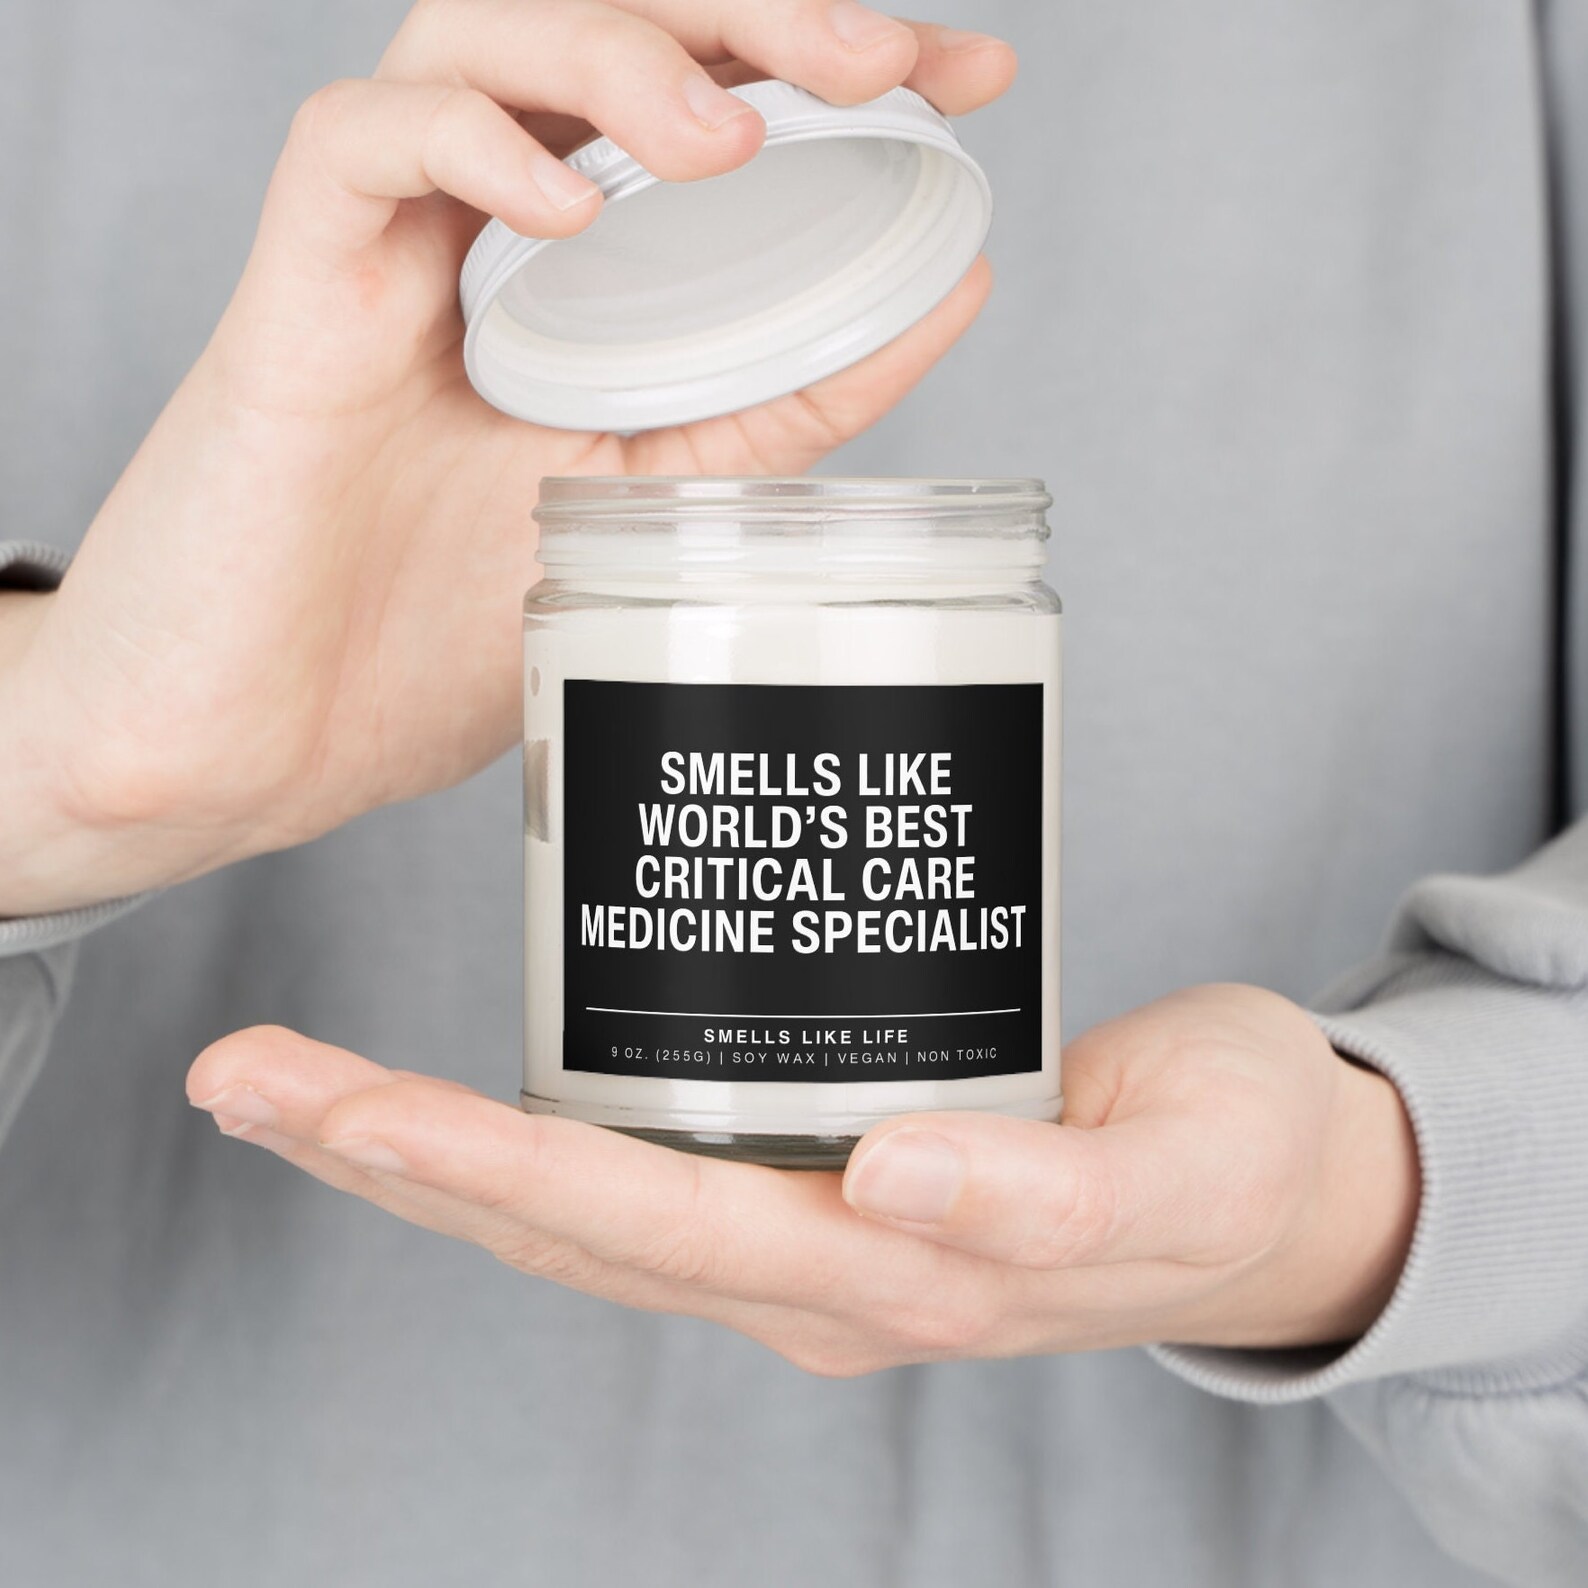 SMELLS LIKE
WORLD’S BEST
CRITICAL CARE
MEDICINE SPECIALIST
SMELLS LIKE LIFE
9 OZ. (255G) | SOY WAX | VEGAN | NON TOXIC